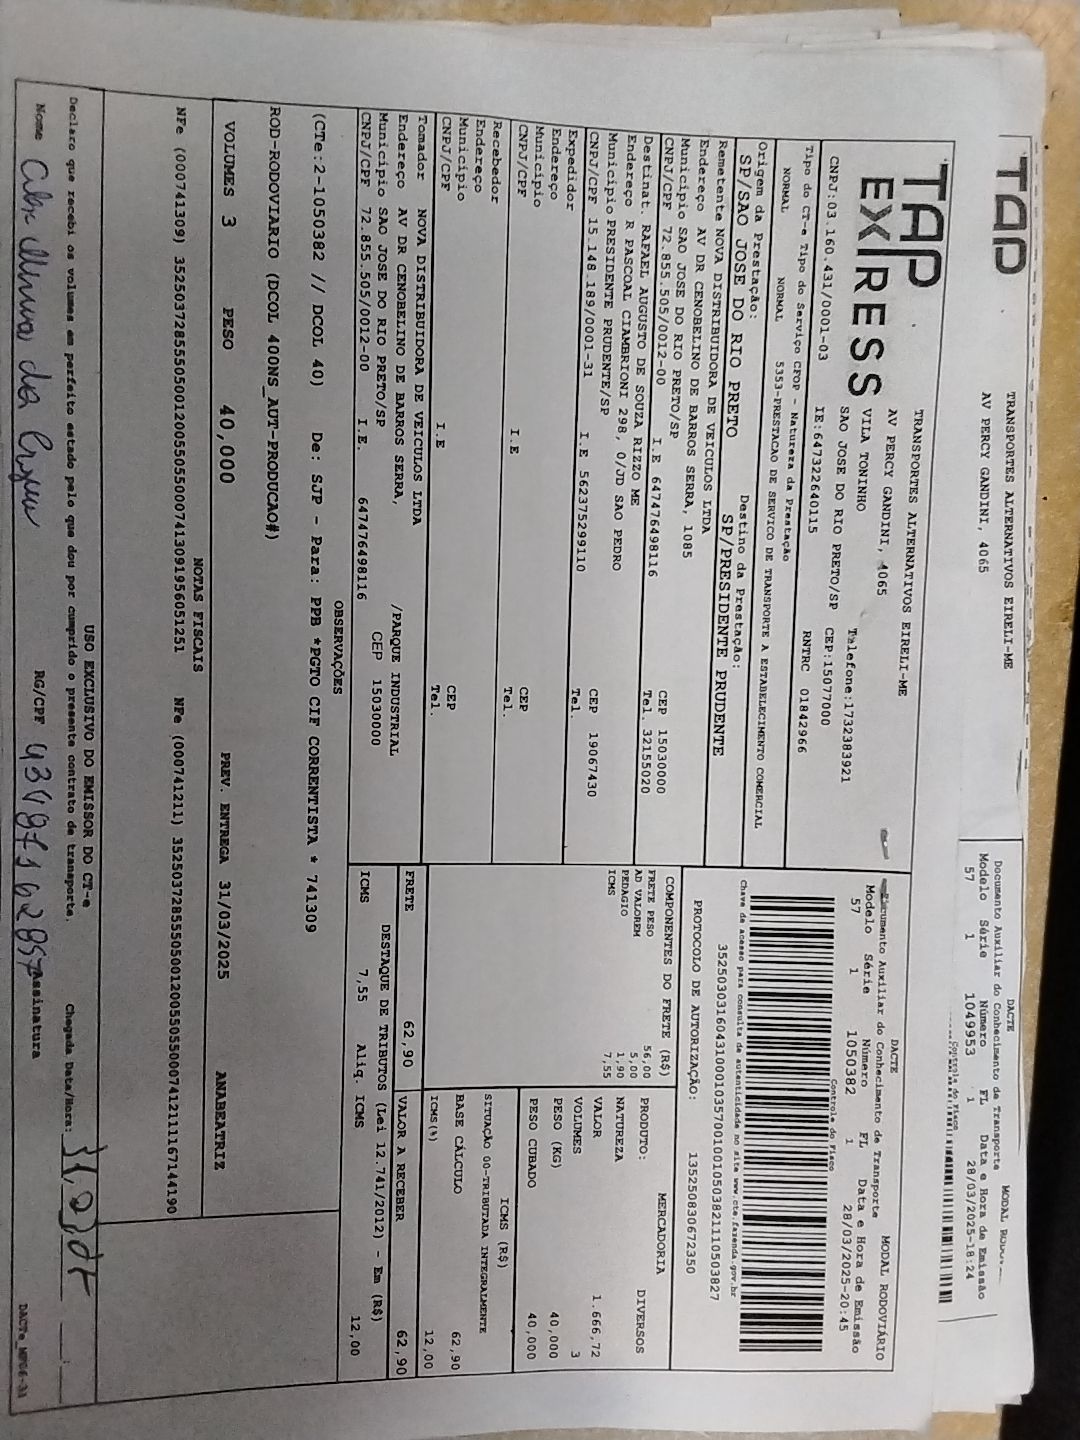 TAP
TRANSPORTES ALTERNATIVOS EIRELI-ME
AV PERCY GANDINI, 4065
DACTE
MODAL
Documento Auxiliar do Conhecimento de Transporte
Modelo Série Número FL Data e Hora de Emissão
57 1 1049953 1 28/03/2025-18:24
Controle do Fisco
TAP
EXPRESS
TRANSPORTES ALTERNATIVOS EIRELI-ME
AV PERCY GANDINI, 4065
VILA TONINHO
SAO JOSE DO RIO PRETO/SP
Telefone:1732383921
CEP:15077000
CNPJ:03.160.431/0001-03
IE:647322640115
RNTRC 01842966
DACTE
MODAL RODOVIÁRIO
Documento Auxiliar do Conhecimento de Transporte
Modelo Série Número FL Data e Hora de Emissão
57 1 1050382 1 28/03/2025-20:45
Controle do Fisco
Tipo do CT-e Tipo do Serviço CFOP - Natureza da Prestação
NORMAL NORMAL 5353-PRESTACAO DE SERVICO DE TRANSPORTE A ESTABELECIMENTO COMERCIAL
Chave de acesso para consulta de autenticidade no site www.cte.fazenda.gov.br
PROTOCOLO DE AUTORIZAÇÃO: 135250830672350
Origem da Prestação:
SP/SAO JOSE DO RIO PRETO
Destino da Prestação:
SP/PRESIDENTE PRUDENTE
Remetente NOVA DISTRIBUIDORA DE VEICULOS LTDA
Endereço AV DR CENOBELINO DE BARROS SERRA, 1085
Município SAO JOSE DO RIO PRETO/SP CEP 15030000
CNPJ/CPF 72.855.505/0012-00 I.E 647476498116 Tel. 32155020
Destinat. RAFAEL AUGUSTO DE SOUZA RIZZO ME
Endereço R PASCOAL CIAMBRIONI 298, 0/JD SAO PEDRO
Município PRESIDENTE PRUDENTE/SP CEP 19067430
CNPJ/CPF 15.148.189/0001-31 I.E 562375299110 Tel.
Expedidor
Endereço
Município CEP
CNPJ/CPF I.E Tel.
Recebedor
Endereço
Município CEP
CNPJ/CPF I.E Tel.
Tomador NOVA DISTRIBUIDORA DE VEICULOS LTDA
Endereço AV DR CENOBELINO DE BARROS SERRA, /PARQUE INDUSTRIAL
Município SAO JOSE DO RIO PRETO/SP CEP 15030000
CNPJ/CPF 72.855.505/0012-00 I.E. 647476498116
COMPONENTES DO FRETE (R$)
FRETE PESO 56,00
AD VALOREM 5,00
PEDAGIO 1,90
ICMS 7,55
MERCADORIA
PRODUTO: DIVERSOS
NATUREZA
VALOR 1.666,72
VOLUMES 3
PESO (KG) 40,000
PESO CUBADO 40,000
ICMS (R$)
SITUAÇÃO 00-TRIBUTADA INTEGRALMENTE
BASE CÁLCULO 62,90
ICMS(%) 12,00
FRETE 62,90 VALOR A RECEBER 62,90
DESTAQUE DE TRIBUTOS (Lei 12.741/2012) - Em (R$)
ICMS 7,55 Aliq. ICMS 12,00
OBSERVAÇÕES
(CTe:2-1050382 // DCOL 40) De: SJP - Para: PPB *PGTO CIF CORRENTISTA * 741309
ROD-RODOVIARIO (DCOL 400NS_AUT-PRODUCAO#)
VOLUMES 3 PESO 40,000 PREV. ENTREGA 31/03/2025 ANABEATRIZ
NOTAS FISCAIS
NFe (000741309) NFe (000741211)
USO EXCLUSIVO DO EMISSOR DO CT-e
Declaro que recebi os volumes em perfeito estado pelo que dou por cumprido o presente contrato de transporte.
Chegada Data/Hora:
Nome RG/CPF Assinatura